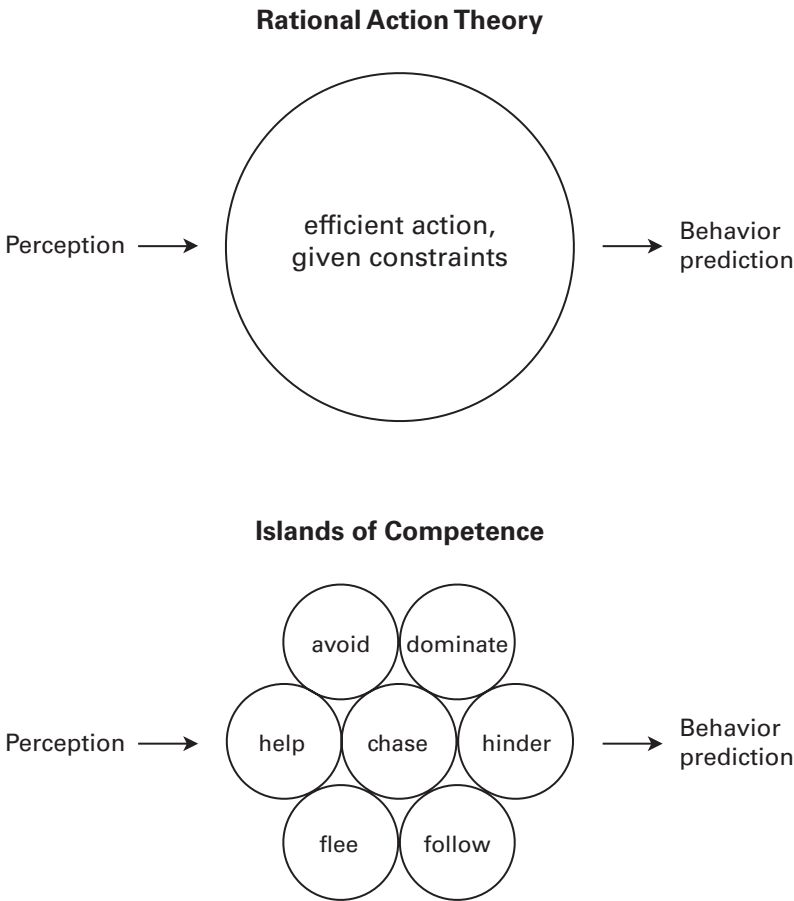 Rational Action Theory
efficient action,
given constraints
Perception
Behavior
prediction
Islands of Competence
avoid
dominate
Perception
help
chase
hinder
Behavior
prediction
flee
follow